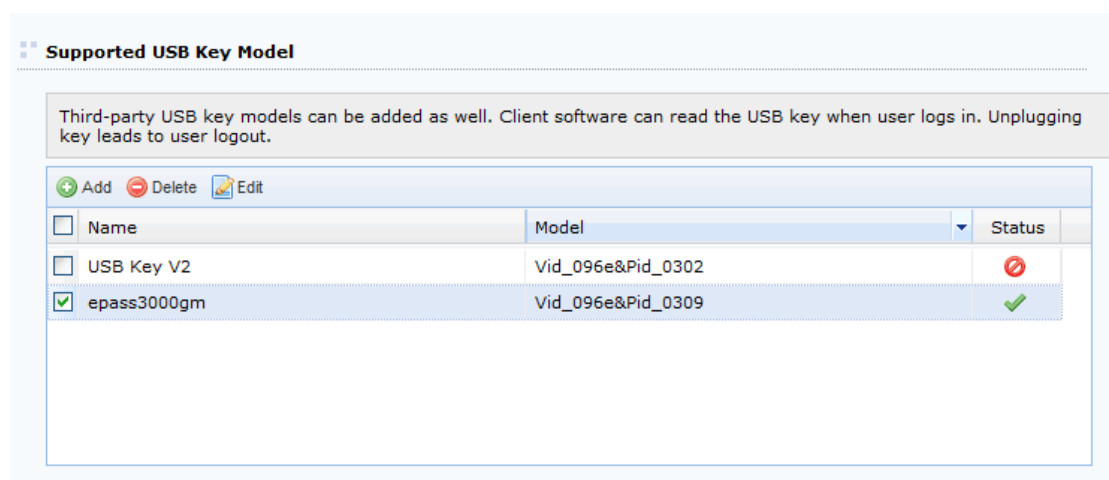 Supported USB Key Model
Third-party USB key models can be added as well. Client software can read the USB key when user logs in. Unplugging
key leads to user logout.
Add Delete Edit
Name Model Status
USB Key V2 Vid_096e&Pid_0302
epass3000gm Vid_096e&Pid_0309